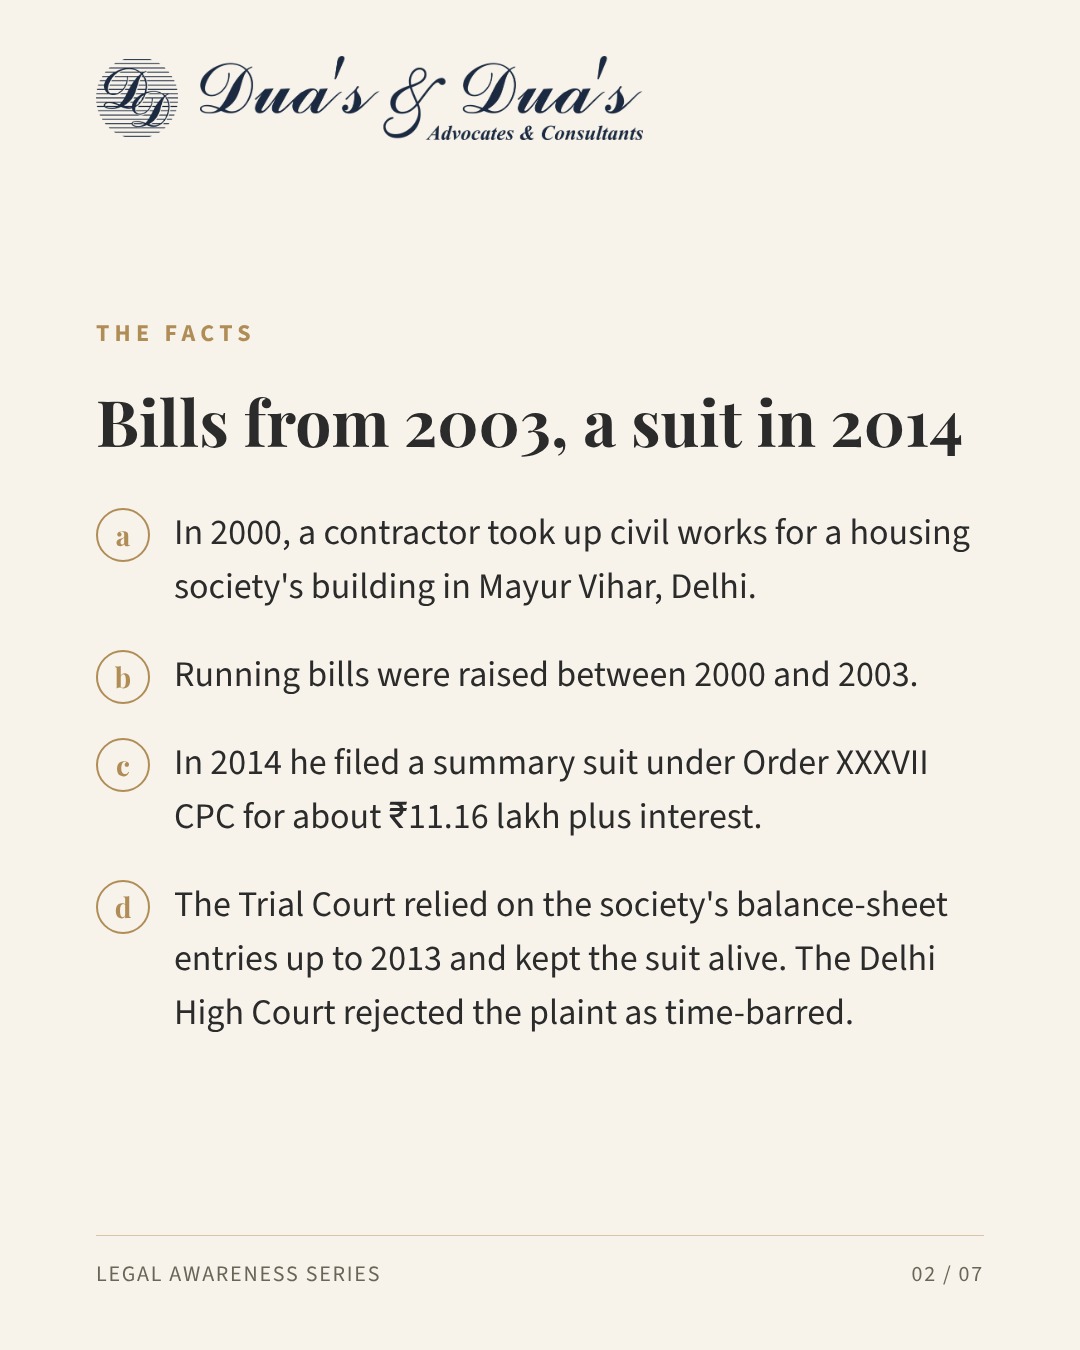 DD Dua's & Dua's
Advocates & Consultants
THE FACTS
Bills from 2003, a suit in 2014
a In 2000, a contractor took up civil works for a housing
society's building in Mayur Vihar, Delhi.
b Running bills were raised between 2000 and 2003.
c In 2014 he filed a summary suit under Order XXXVII
CPC for about ₹11.16 lakh plus interest.
d The Trial Court relied on the society's balance-sheet
entries up to 2013 and kept the suit alive. The Delhi
High Court rejected the plaint as time-barred.
LEGAL AWARENESS SERIES
02 / 07